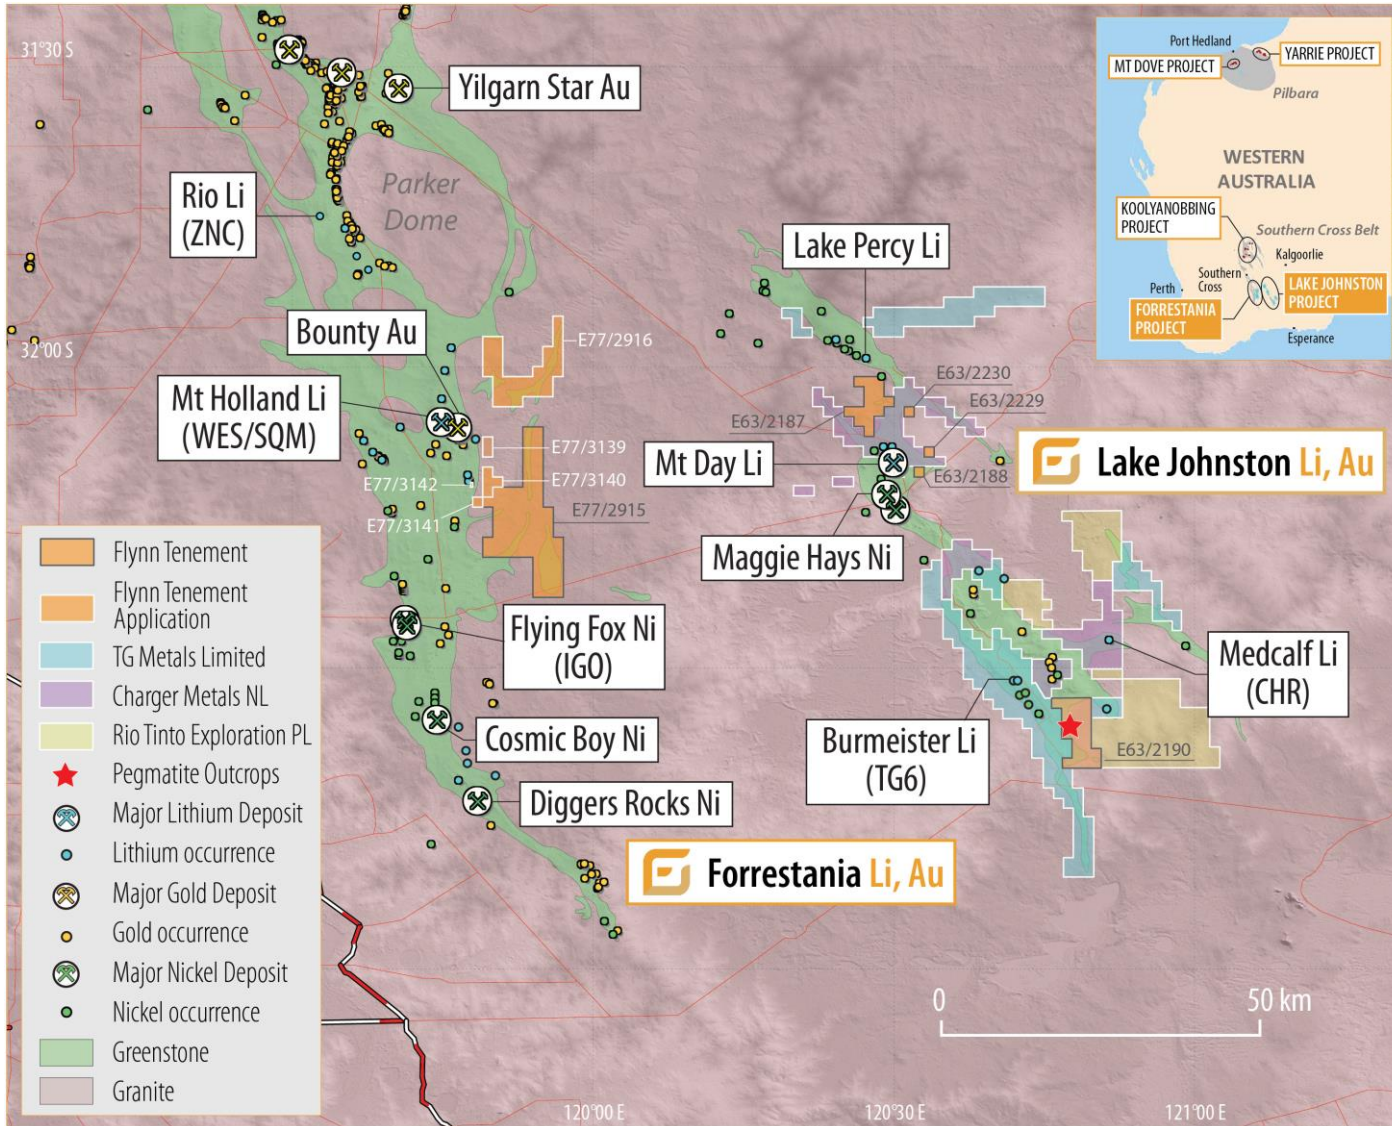 31°30 S
32°00 S
120°00 E
120°30 E
121°00 E
Yilgarn Star Au
Parker
Dome
Rio Li
(ZNC)
Bounty Au
Mt Holland Li
(WES/SQM)
E77/2916
E77/3139
E77/3142
E77/3140
E77/3141
E77/2915
Flying Fox Ni
(IGO)
Cosmic Boy Ni
Diggers Rocks Ni
Forrestania Li, Au
Lake Percy Li
E63/2230
E63/2229
E63/2187
Mt Day Li
E63/2188
Lake Johnston Li, Au
Maggie Hays Ni
Medcalf Li
(CHR)
Burmeister Li
(TG6)
E63/2190
0
50 km
Flynn Tenement
Flynn Tenement
Application
TG Metals Limited
Charger Metals NL
Rio Tinto Exploration PL
Pegmatite Outcrops
Major Lithium Deposit
Lithium occurrence
Major Gold Deposit
Gold occurrence
Major Nickel Deposit
Nickel occurrence
Greenstone
Granite
Port Hedland
YARRIE PROJECT
MT DOVE PROJECT
Pilbara
WESTERN
AUSTRALIA
KOOLYANOBBING
PROJECT
Southern Cross Belt
Kalgoorlie
Southern
Cross
Perth
LAKE JOHNSTON
PROJECT
FORRESTANIA
PROJECT
Esperance